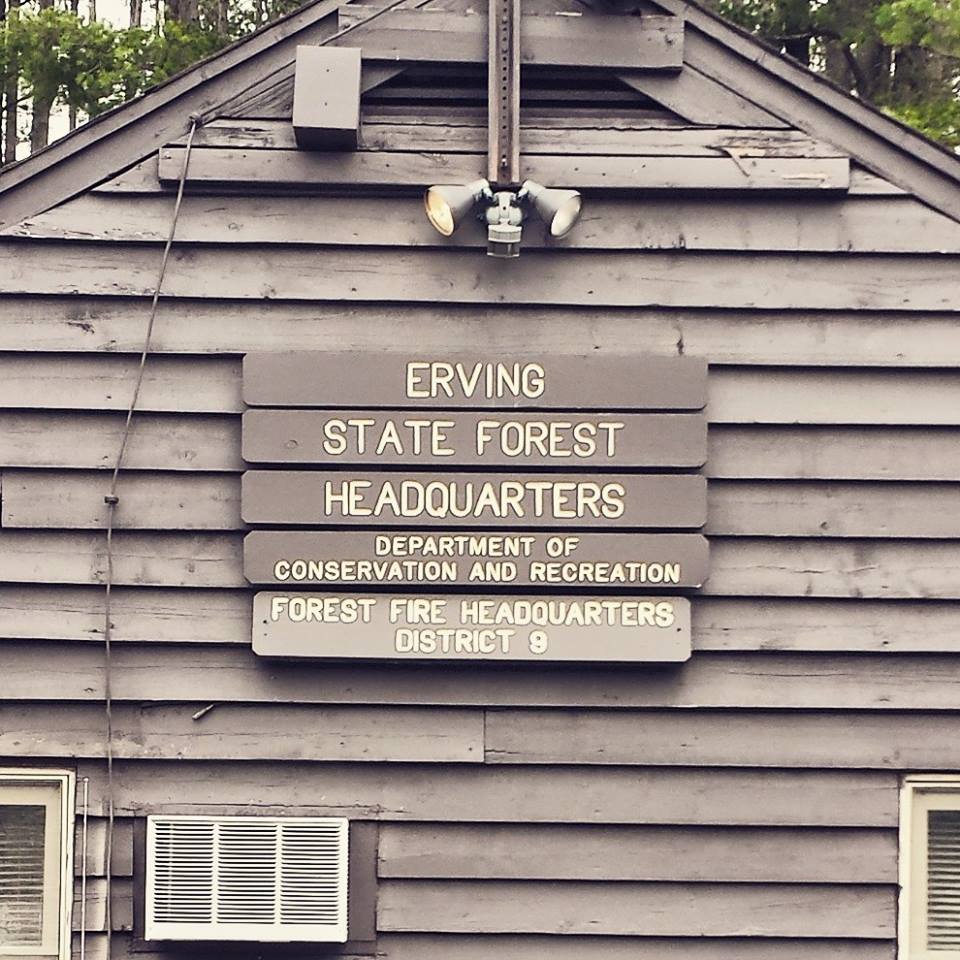 ERVING
STATE FOREST
HEADQUARTERS
DEPARTMENT OF
CONSERVATION AND RECREATION
FOREST FIRE HEADQUARTERS
DISTRICT 9